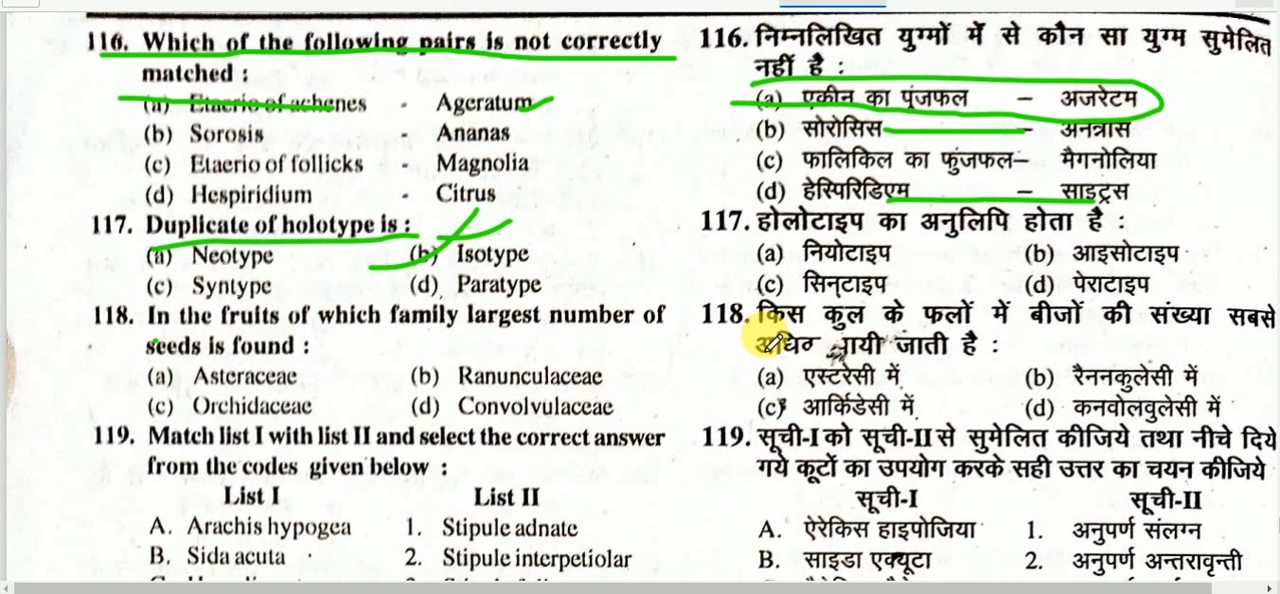 116. Which of the following pairs is not correctly
matched :
(a) Etaerio of achenes - Ageratum
(b) Sorosis - Ananas
(c) Etaerio of follicks - Magnolia
(d) Hespiridium - Citrus
117. Duplicate of holotype is :
(a) Neotype (b) Isotype
(c) Syntype (d) Paratype
118. In the fruits of which family largest number of
seeds is found :
(a) Asteraceae (b) Ranunculaceae
(c) Orchidaceae (d) Convolvulaceae
119. Match list I with list II and select the correct answer
from the codes given below :
List I List II
A. Arachis hypogea 1. Stipule adnate
B. Sida acuta 2. Stipule interpetiolar
116. निम्नलिखित युग्मों में से कौन सा युग्म सुमेलित
नहीं है :
(a) एकीन का पुंजफल – अजरेटम
(b) सोरोसिस – अनन्नास
(c) फालिकिल का फुंजफल – मैगनोलिया
(d) हेस्पिरिडिएम – साइट्रस
117. होलोटाइप का अनुलिपि होता है :
(a) नियोटाइप (b) आइसोटाइप
(c) सिनटाइप (d) पेराटाइप
118. किस कुल के फलों में बीजों की संख्या सबसे
पायी जाती है :
(a) एस्टरेसी में (b) रैननकुलेसी में
(c) आर्किडेसी में (d) कनवोलवुलेसी में
119. सूची-I को सूची-II से सुमेलित कीजिये तथा नीचे दिये
गये कूटों का उपयोग करके सही उत्तर का चयन कीजिये
सूची-I सूची-II
A. ऐरेकिस हाइपोजिया 1. अनुपर्ण संलग्न
B. साइडा एक्यूटा 2. अनुपर्ण अन्तरावृन्ती